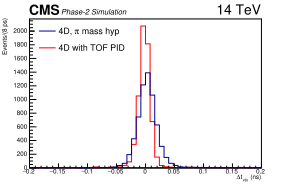 CMS Phase-2 Simulation 14 TeV
Events/(8 ps)
4D, π mass hyp
4D with TOF PID
2000
1800
1600
1400
1200
1000
800
600
400
200
0
−0.2 −0.15 −0.1 −0.05 0 0.05 0.1 0.15 0.2
(ns)